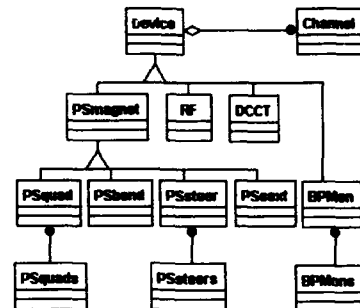 Device
Channel
PSmagnet
RF
DCCT
PSquad
PSbend
PSsteer
PSsext
BPMon
PSquads
PSsteers
BPMons